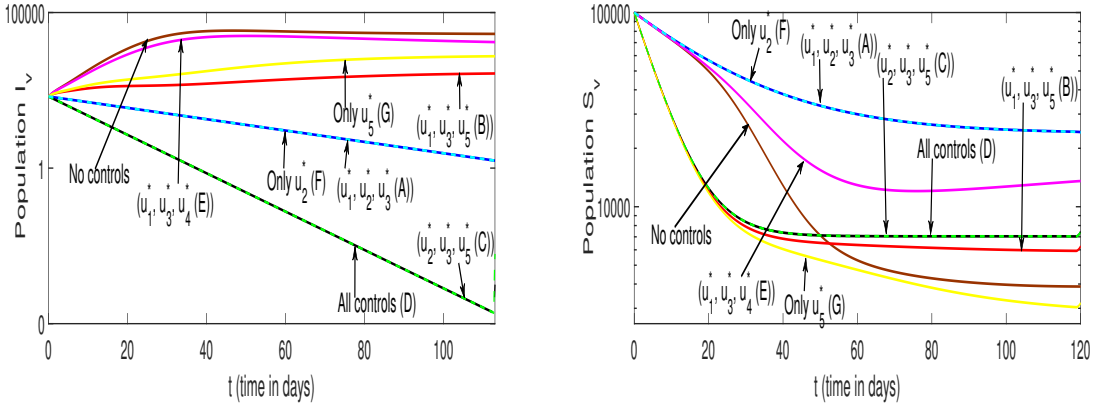 100000
1
0
Population I_v
0
20
40
60
80
100
t (time in days)
No controls
(u_1^*, u_3^*, u_4^* (E))
Only u_5^* (G)
(u_1^*, u_3^*, u_5^* (B))
Only u_2^* (F)
(u_1^*, u_2^*, u_3^* (A))
(u_2^*, u_3^*, u_5^* (C))
All controls (D)
100000
10000
Population S_v
0
20
40
60
80
100
120
t (time in days)
Only u_2^* (F)
(u_1^*, u_2^*, u_3^* (A))
(u_2^*, u_3^*, u_5^* (C))
(u_1^*, u_3^*, u_5^* (B))
All controls (D)
No controls
(u_1^*, u_3^*, u_4^* (E))
Only u_5^* (G)